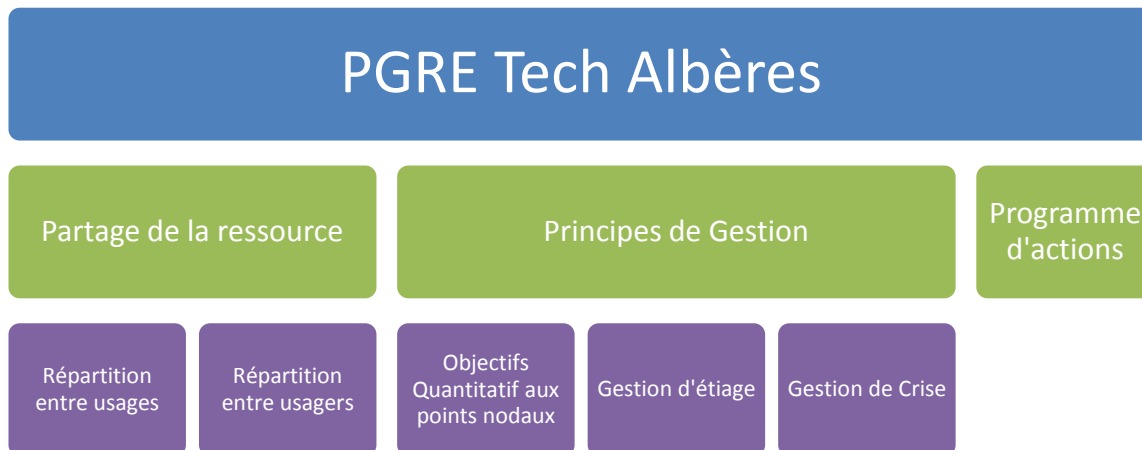 PGRE Tech Albères
Partage de la ressource
Principes de Gestion
Programme
d'actions
Répartition
entre usages
Répartition
entre usagers
Objectifs
Quantitatif aux
points nodaux
Gestion d'étiage
Gestion de Crise